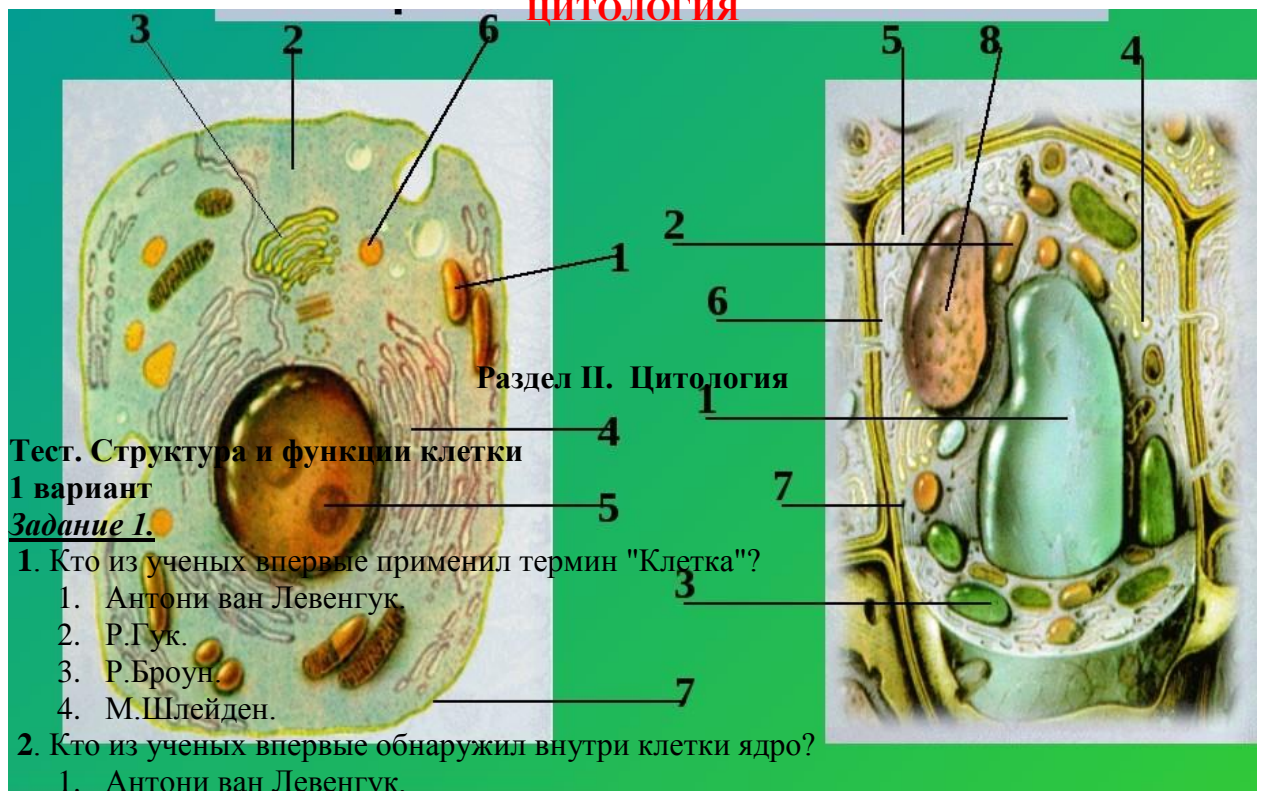 ЦИТОЛОГИЯ
3 2 6 5 8 4
2
1
6
Раздел II. Цитология
1
4
Тест. Структура и функции клетки
1 вариант
7
Задание 1.
5
1. Кто из ученых впервые применил термин "Клетка"?
3
1. Антони ван Левенгук.
2. Р.Гук.
3. Р.Броун.
7
4. М.Шлейден.
2. Кто из ученых впервые обнаружил внутри клетки ядро?
1. Антони ван Левенгук.